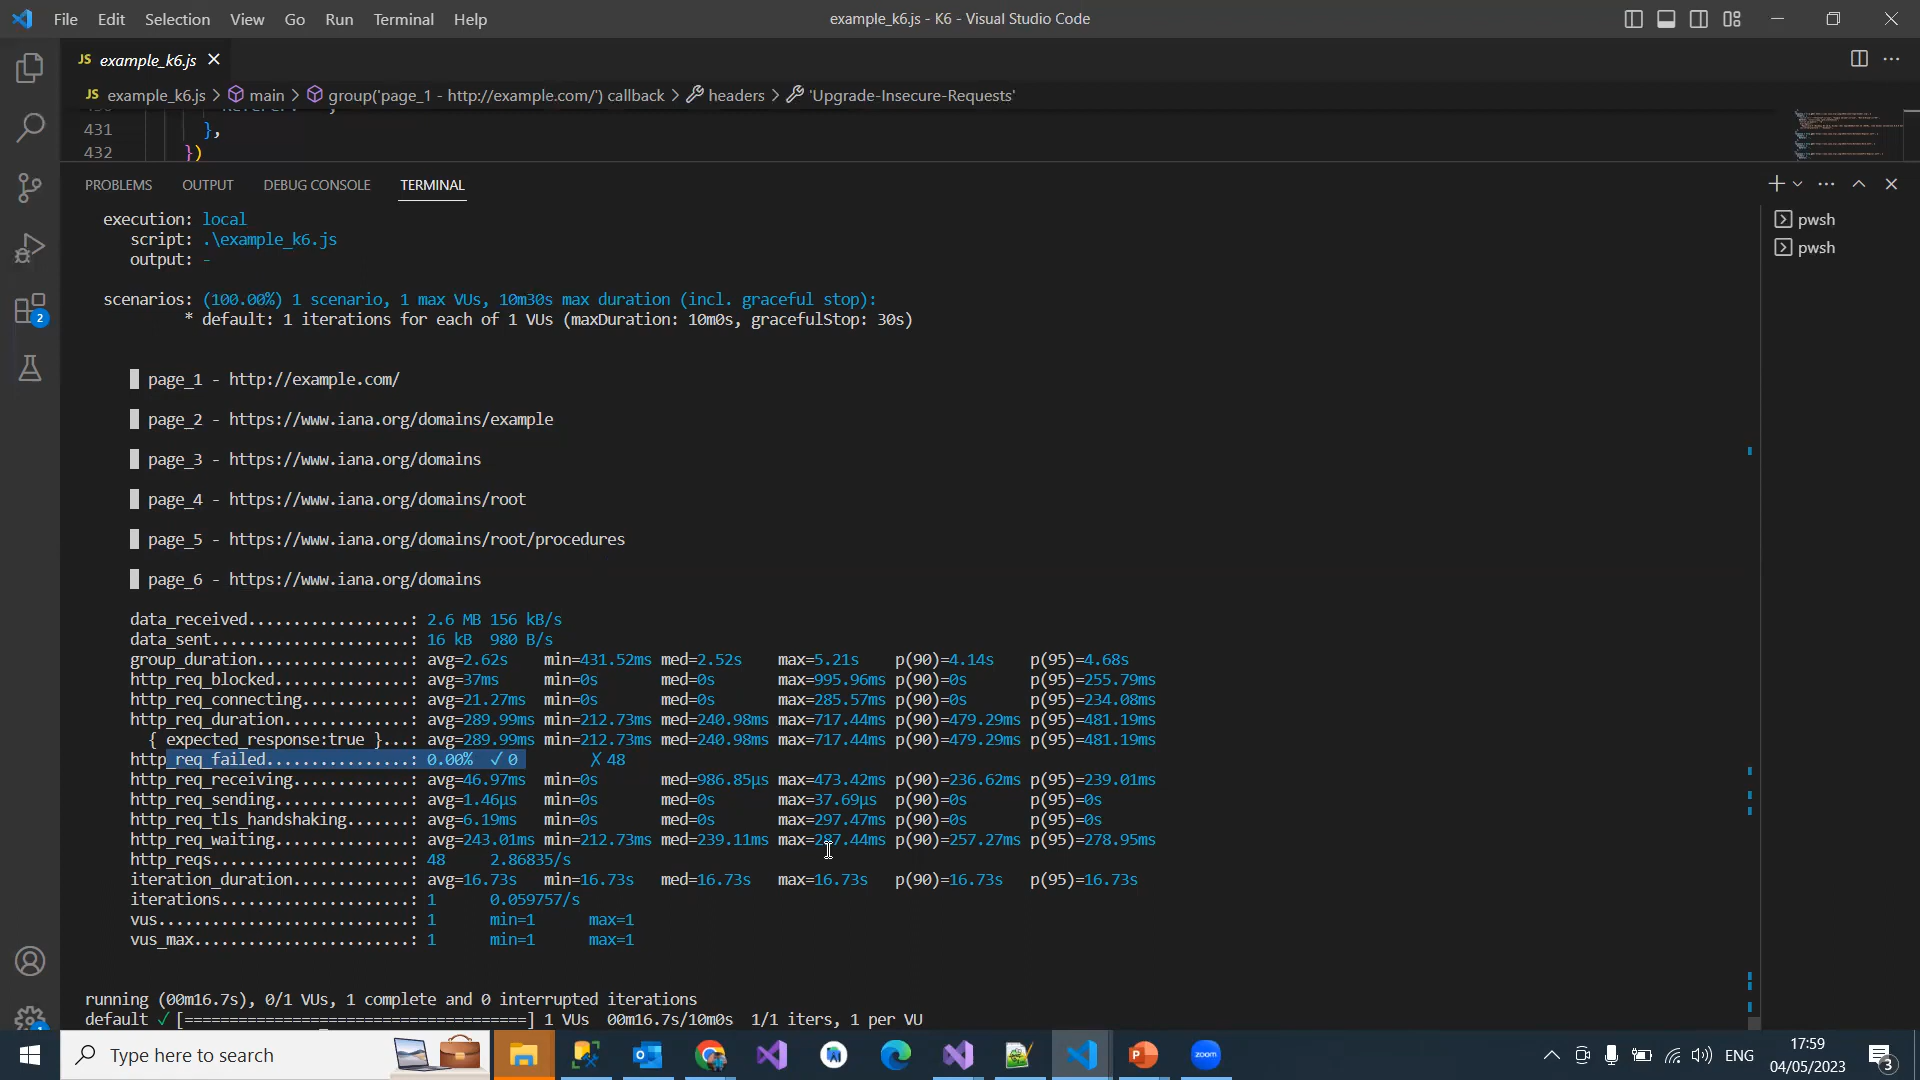 File Edit Selection View Go Run Terminal Help
example_k6.js - K6 - Visual Studio Code
JS example_k6.js
JS example_k6.js > main > group('page_1 - http://example.com/') callback > headers > 'Upgrade-Insecure-Requests'
431 },
432 })
PROBLEMS OUTPUT DEBUG CONSOLE TERMINAL
pwsh
pwsh
execution: local
script: .\example_k6.js
output: -
scenarios: (100.00%) 1 scenario, 1 max VUs, 10m30s max duration (incl. graceful stop):
* default: 1 iterations for each of 1 VUs (maxDuration: 10m0s, gracefulStop: 30s)
█ page_1 - http://example.com/
█ page_2 - https://www.iana.org/domains/example
█ page_3 - https://www.iana.org/domains
█ page_4 - https://www.iana.org/domains/root
█ page_5 - https://www.iana.org/domains/root/procedures
█ page_6 - https://www.iana.org/domains
data_received..................: 2.6 MB 156 kB/s
data_sent......................: 16 kB 980 B/s
group_duration.................: avg=2.62s min=431.52ms med=2.52s max=5.21s p(90)=4.14s p(95)=4.68s
http_req_blocked...............: avg=37ms min=0s med=0s max=995.96ms p(90)=0s p(95)=255.79ms
http_req_connecting............: avg=21.27ms min=0s med=0s max=285.57ms p(90)=0s p(95)=234.08ms
http_req_duration..............: avg=289.99ms min=212.73ms med=240.98ms max=717.44ms p(90)=479.29ms p(95)=481.19ms
{ expected_response:true }...: avg=289.99ms min=212.73ms med=240.98ms max=717.44ms p(90)=479.29ms p(95)=481.19ms
http_req_failed................: 0.00% ✓ 0 ✗ 48
http_req_receiving.............: avg=46.97ms min=0s med=986.85µs max=473.42ms p(90)=236.62ms p(95)=239.01ms
http_req_sending...............: avg=1.46µs min=0s med=0s max=37.69µs p(90)=0s p(95)=0s
http_req_tls_handshaking.......: avg=6.19ms min=0s med=0s max=297.47ms p(90)=0s p(95)=0s
http_req_waiting...............: avg=243.01ms min=212.73ms med=239.11ms max=287.44ms p(90)=257.27ms p(95)=278.95ms
http_reqs......................: 48 2.86835/s
iteration_duration.............: avg=16.73s min=16.73s med=16.73s max=16.73s p(90)=16.73s p(95)=16.73s
iterations.....................: 1 0.059757/s
vus............................: 1 min=1 max=1
vus_max........................: 1 min=1 max=1
running (00m16.7s), 0/1 VUs, 1 complete and 0 interrupted iterations
default ✓ [======================================] 1 VUs 00m16.7s/10m0s 1/1 iters, 1 per VU
2
Type here to search
zoom
ENG
17:59
04/05/2023
3